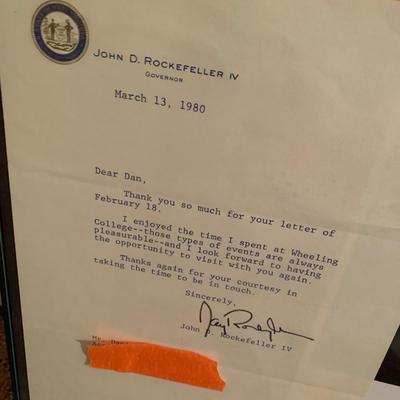 John D. Rockefeller IV
Governor
March 13, 1980
Dear Dan,
Thank you so much for your letter of
February 18.
I enjoyed the time I spent at Wheeling
College--those types of events are always
pleasurable--and I look forward to having
the opportunity to visit with you again.
Thanks again for your courtesy in
taking the time to be in touch.
Sincerely,
John D. Rockefeller IV
Mr.